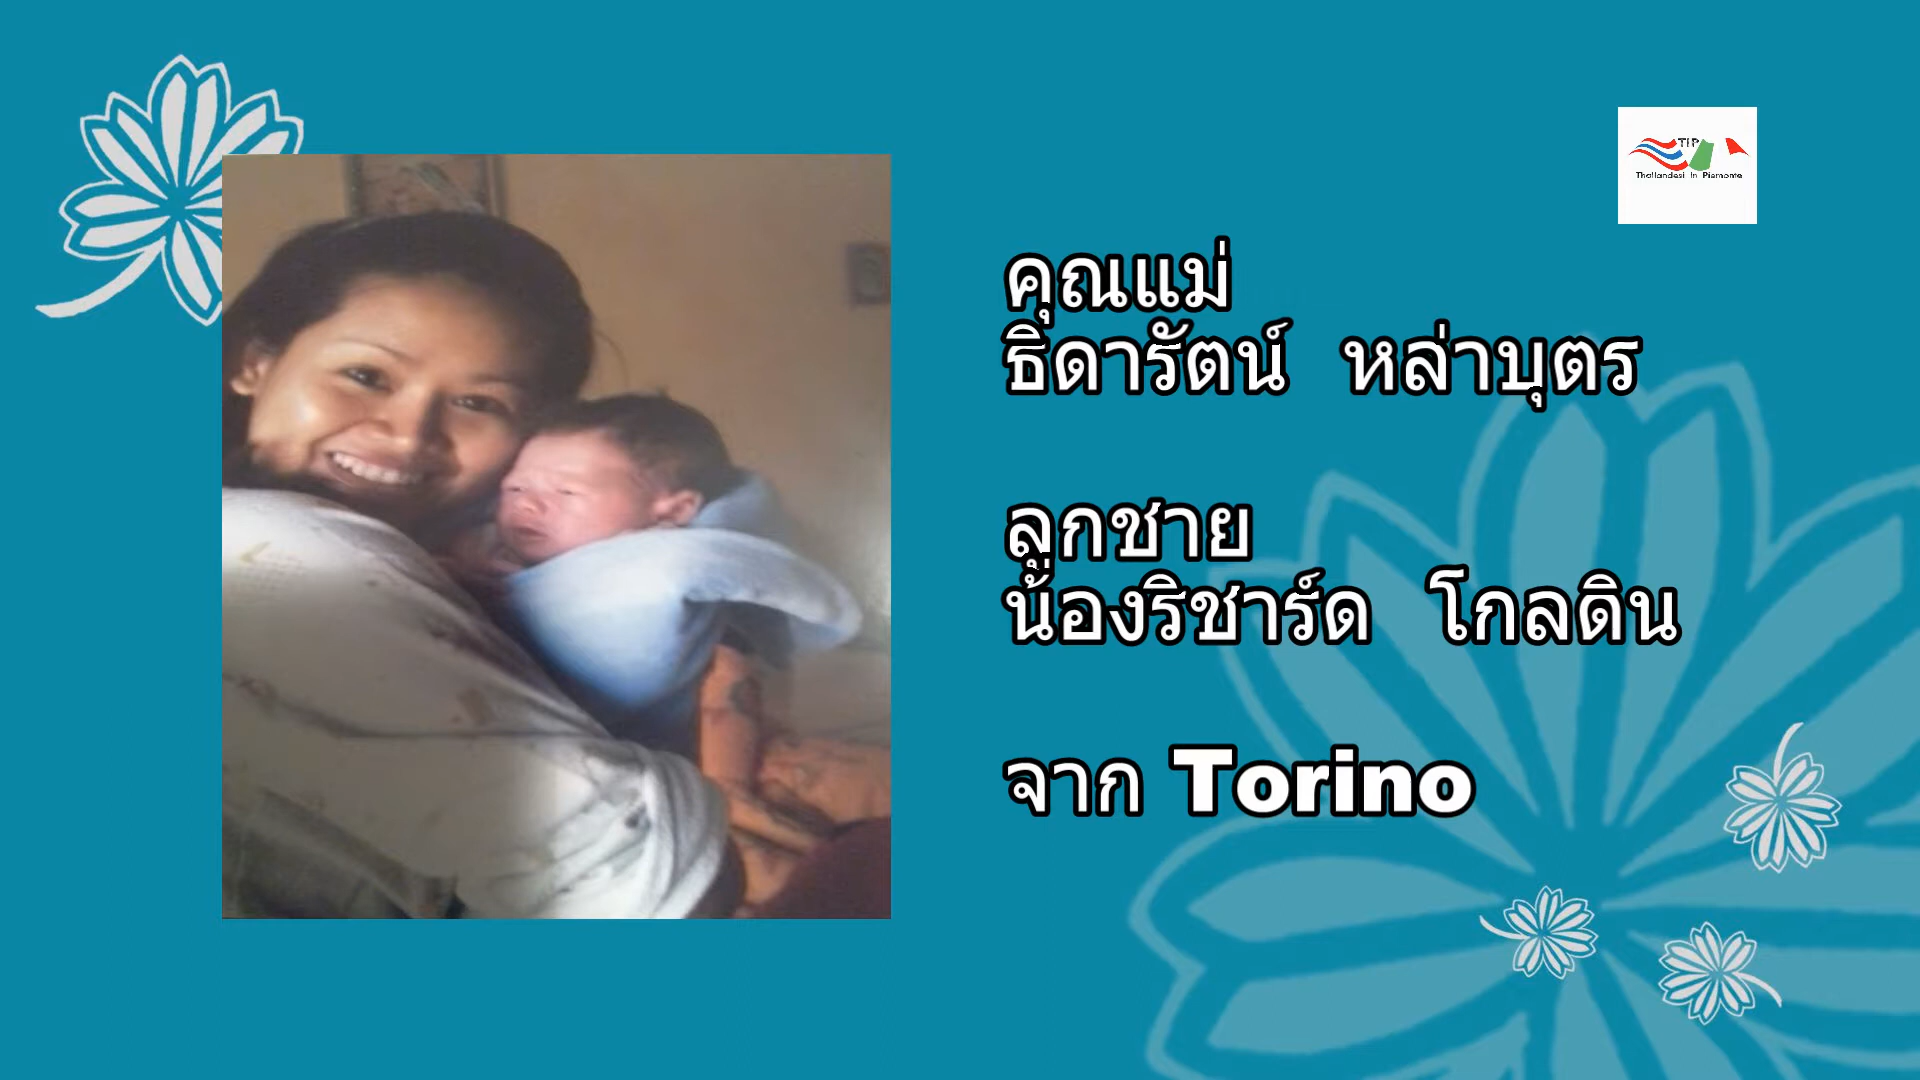 TIP
Thailandesi in Piemonte
คุณแม่
ธิดารัตน์ หล่าบุตร
ลูกชาย
น้องริชาร์ด โกลดิน
จาก Torino